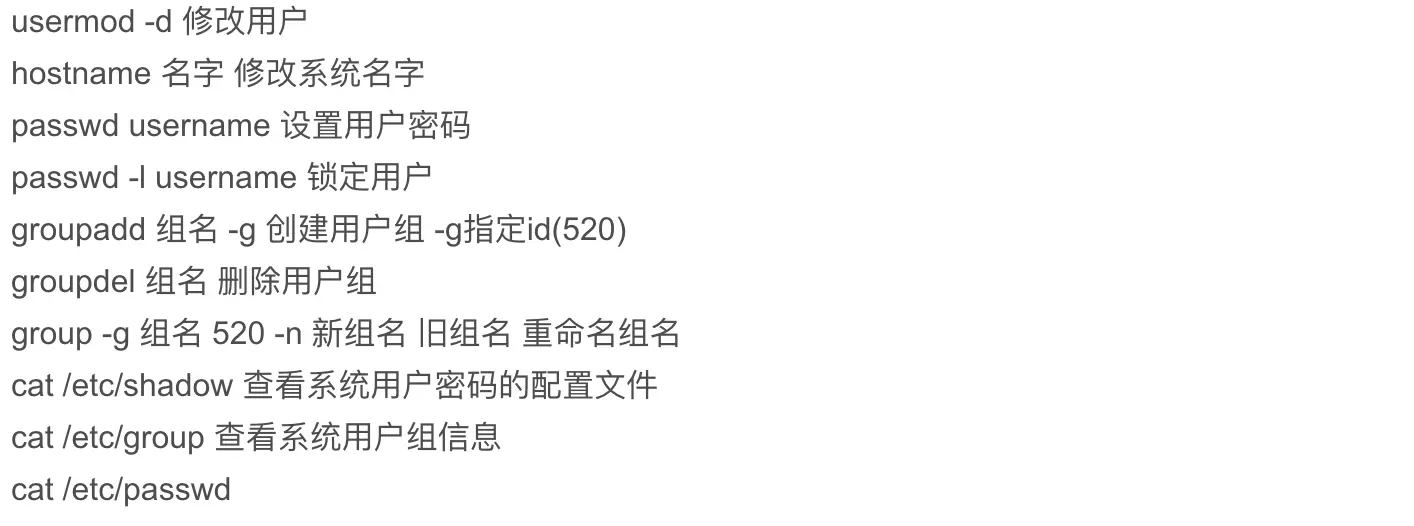 usermod -d 修改用户
hostname 名字 修改系统名字
passwd username 设置用户密码
passwd -l username 锁定用户
groupadd 组名 -g 创建用户组 -g指定id(520)
groupdel 组名 删除用户组
group -g 组名 520 -n 新组名 旧组名 重命名组名
cat /etc/shadow 查看系统用户密码的配置文件
cat /etc/group 查看系统用户组信息
cat /etc/passwd